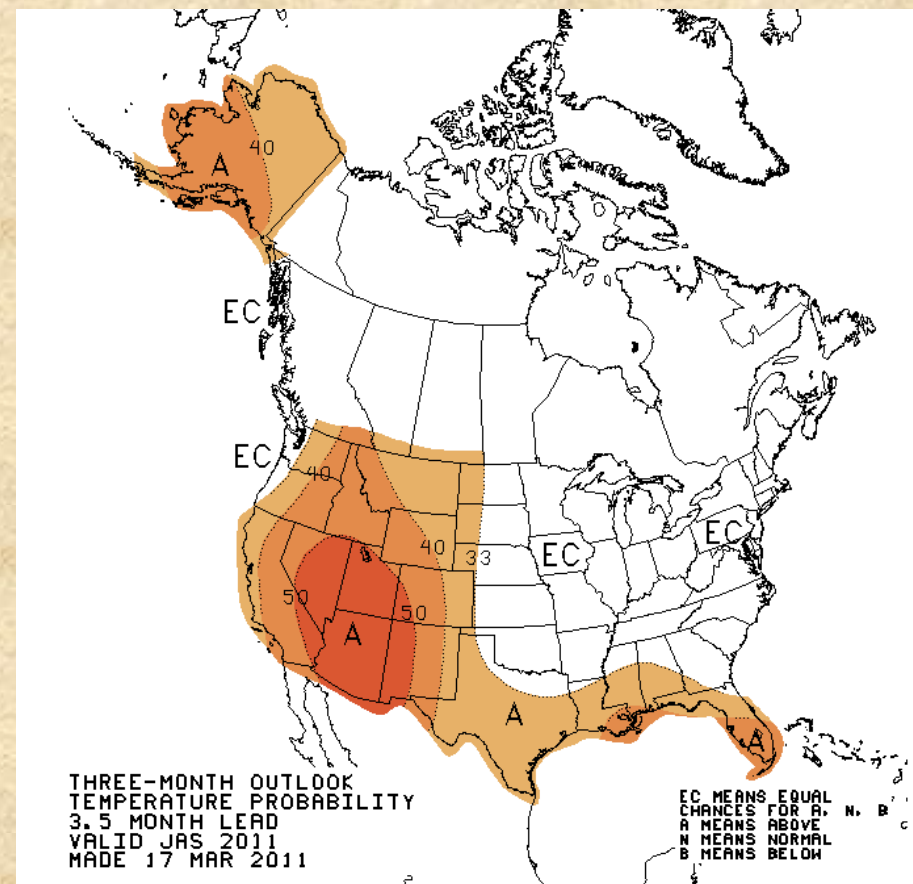 A
40
EC
EC
40
40
33
EC
EC
50
50
A
A
A
THREE-MONTH OUTLOOK
TEMPERATURE PROBABILITY
3.5 MONTH LEAD
VALID JAS 2011
MADE 17 MAR 2011
EC MEANS EQUAL
CHANCES FOR A, N, B
A MEANS ABOVE
N MEANS NORMAL
B MEANS BELOW